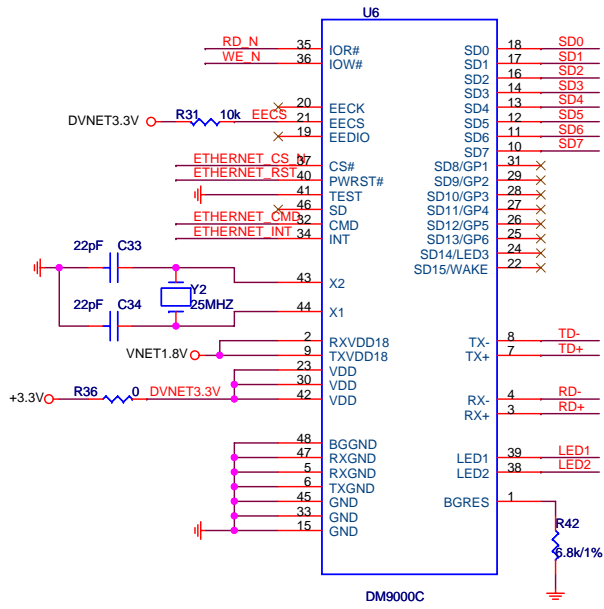 U6
RD_N 35 IOR# SD0 18 SD0
WE_N 36 IOW# SD1 17 SD1
SD2 16 SD2
SD3 14 SD3
20 EECK SD4 13 SD4
DVNET3.3V R31 10k EECS 21 EECS SD5 12 SD5
19 EEDIO SD6 11 SD6
SD7 10 SD7
ETHERNET_CS_N 37 CS# SD8/GP1 31
ETHERNET_RST 40 PWRST# SD9/GP2 29
41 TEST SD10/GP3 28
46 SD SD11/GP4 27
ETHERNET_CMD 32 CMD SD12/GP5 26
ETHERNET_INT 34 INT SD13/GP6 25
SD14/LED3 24
22pF C33 SD15/WAKE 22
43 X2
Y2
25MHZ
22pF C34 44 X1
2 RXVDD18 TX- 8 TD-
VNET1.8V 9 TXVDD18 TX+ 7 TD+
23 VDD
30 VDD
+3.3V R36 0 DVNET3.3V 42 VDD RX- 4 RD-
RX+ 3 RD+
48 BGGND
47 RXGND LED1 39 LED1
5 RXGND LED2 38 LED2
6 TXGND
45 GND BGRES 1
33 GND
15 GND
R42
6.8k/1%
DM9000C